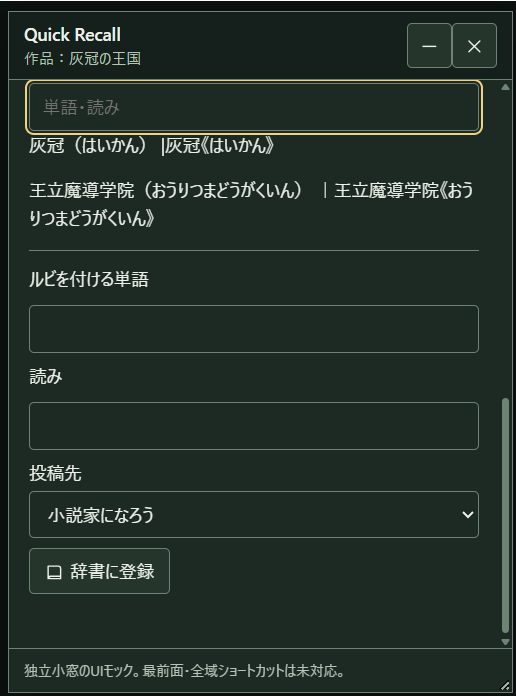 Quick Recall
作品：灰冠の王国
単語・読み
灰冠（はいかん） |灰冠《はいかん》
王立魔導学院（おうりつまどうがくいん） ｜王立魔導学院《おう
りつまどうがくいん》
ルビを付ける単語
読み
投稿先
小説家になろう
辞書に登録
独立小窓のUIモック。最前面・全域ショートカットは未対応。